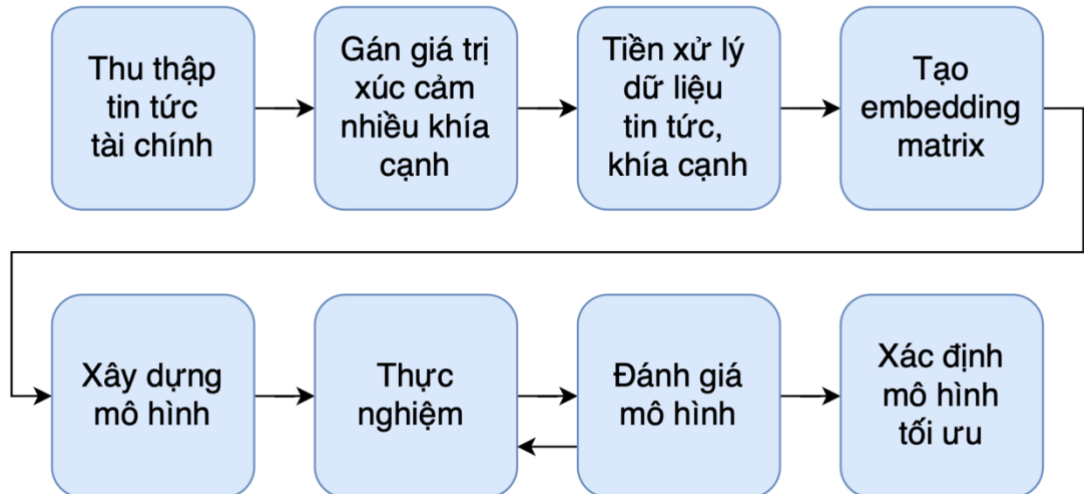 Thu thập
tin tức
tài chính
Gán giá trị
xúc cảm
nhiều khía
cạnh
Tiền xử lý
dữ liệu
tin tức,
khía cạnh
Tạo
embedding
matrix
Xây dựng
mô hình
Thực
nghiệm
Đánh giá
mô hình
Xác định
mô hình
tối ưu